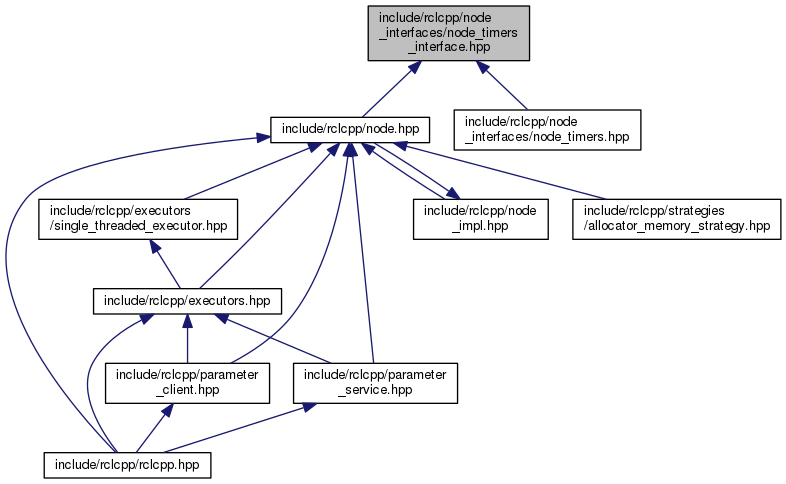 include/rclcpp/node
_interfaces/node_timers
_interface.hpp
include/rclcpp/node.hpp
include/rclcpp/node
_interfaces/node_timers.hpp
include/rclcpp/executors
/single_threaded_executor.hpp
include/rclcpp/node
_impl.hpp
include/rclcpp/strategies
/allocator_memory_strategy.hpp
include/rclcpp/executors.hpp
include/rclcpp/parameter
_client.hpp
include/rclcpp/parameter
_service.hpp
include/rclcpp/rclcpp.hpp